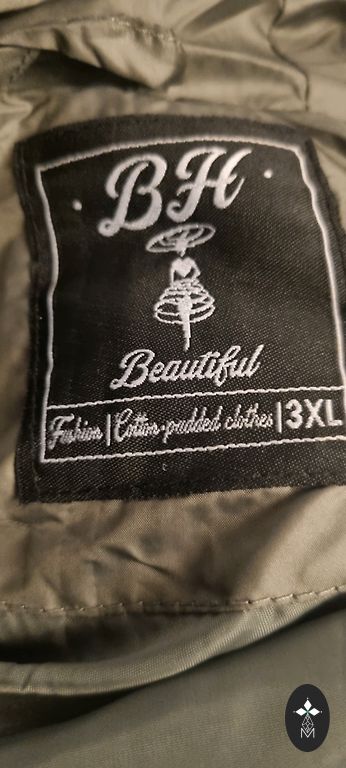 · BH ·
Beautiful
Fashion | Cotton-padded clothes | 3XL
M